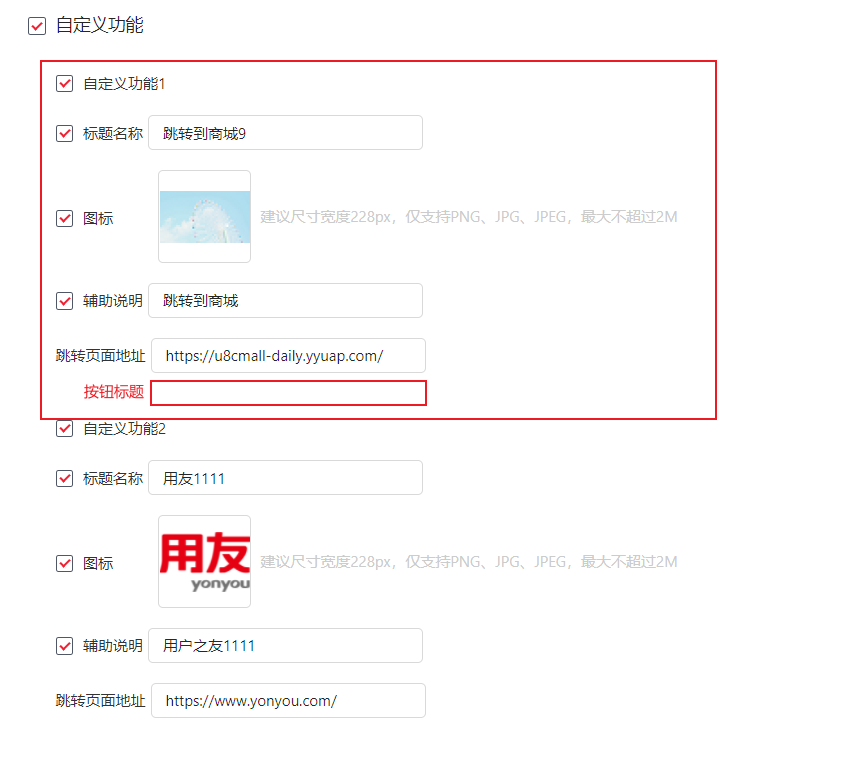 自定义功能
自定义功能1
标题名称 跳转到商城9
图标 建议尺寸宽度228px，仅支持PNG、JPG、JPEG，最大不超过2M
辅助说明 跳转到商城
跳转页面地址 https://u8cmall-daily.yyuap.com/
按钮标题
自定义功能2
标题名称 用友1111
用友
yonyou
图标 建议尺寸宽度228px，仅支持PNG、JPG、JPEG，最大不超过2M
辅助说明 用户之友1111
跳转页面地址 https://www.yonyou.com/